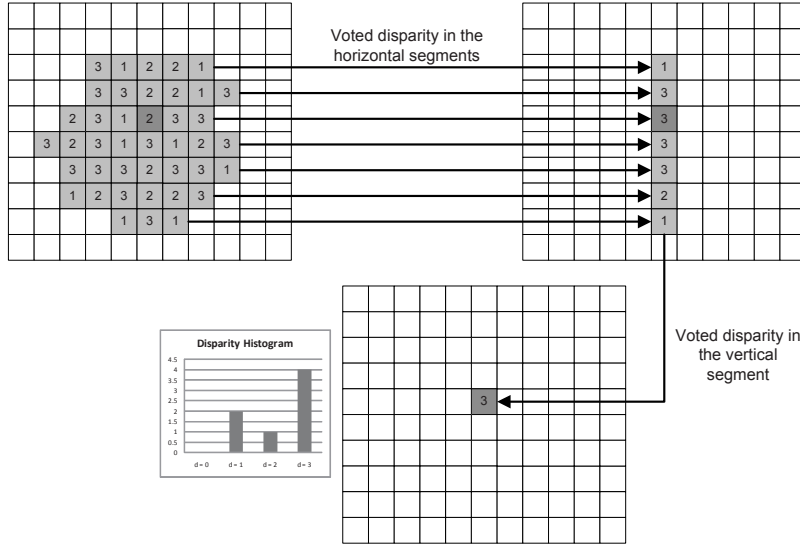 Voted disparity in the
horizontal segments
3 1 2 2 1
1
3 3 2 2 1 3
3
2 3 1 2 3 3
3
3 2 3 1 3 1 2 3
3
3 3 3 2 3 3 1
3
1 2 3 2 2 3
2
1 3 1
1
Voted disparity in
the vertical
segment
3
Disparity Histogram
4.5
4
3.5
3
2.5
2
1.5
1
0.5
0
d = 0 d = 1 d = 2 d = 3